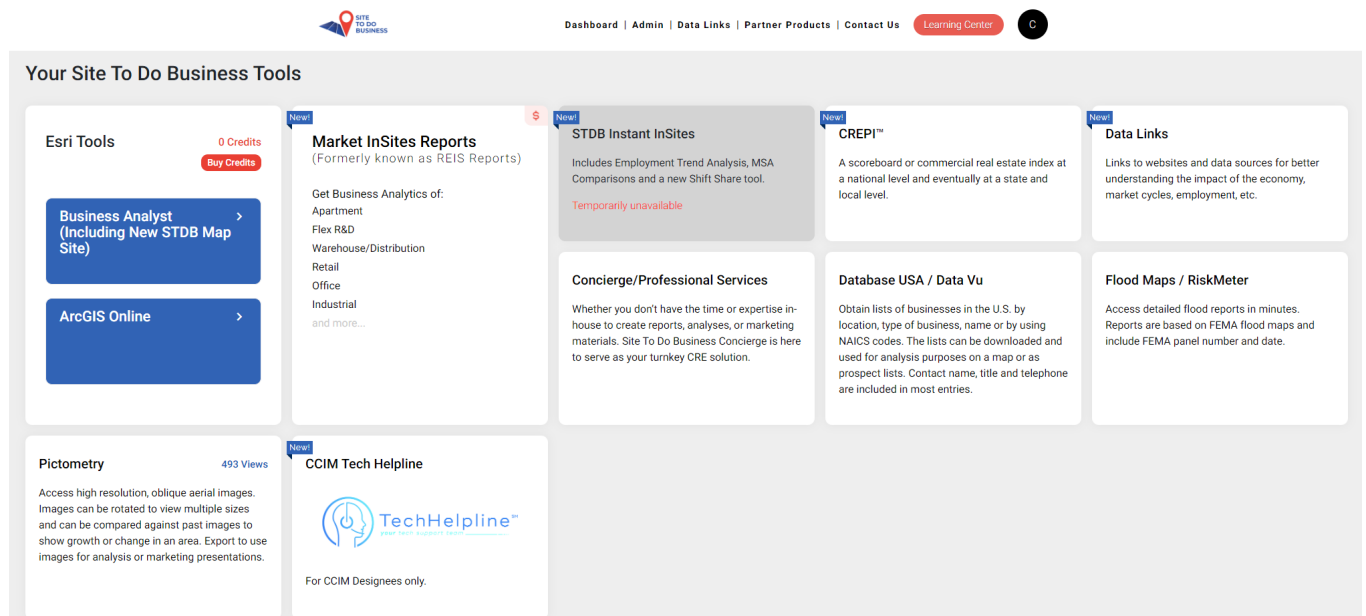 SITE
TO DO
BUSINESS
Dashboard | Admin | Data Links | Partner Products | Contact Us
Learning Center
C
Your Site To Do Business Tools
Esri Tools
0 Credits
Buy Credits
Business Analyst
(Including New STDB Map
Site)
ArcGIS Online
New!
$
Market InSites Reports
(Formerly known as REIS Reports)
Get Business Analytics of:
Apartment
Flex R&D
Warehouse/Distribution
Retail
Office
Industrial
and more...
New!
STDB Instant InSites
Includes Employment Trend Analysis, MSA
Comparisons and a new Shift Share tool.
Temporarily unavailable
New!
CREPI™
A scoreboard or commercial real estate index at
a national level and eventually at a state and
local level.
New!
Data Links
Links to websites and data sources for better
understanding the impact of the economy,
market cycles, employment, etc.
Concierge/Professional Services
Whether you don't have the time or expertise in-
house to create reports, analyses, or marketing
materials. Site To Do Business Concierge is here
to serve as your turnkey CRE solution.
Database USA / Data Vu
Obtain lists of businesses in the U.S. by
location, type of business, name or by using
NAICS codes. The lists can be downloaded and
used for analysis purposes on a map or as
prospect lists. Contact name, title and telephone
are included in most entries.
Flood Maps / RiskMeter
Access detailed flood reports in minutes.
Reports are based on FEMA flood maps and
include FEMA panel number and date.
Pictometry
493 Views
Access high resolution, oblique aerial images.
Images can be rotated to view multiple sizes
and can be compared against past images to
show growth or change in an area. Export to use
images for analysis or marketing presentations.
New!
CCIM Tech Helpline
TechHelpline℠
your tech support team
For CCIM Designees only.